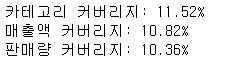 카테고리 커버리지: 11.52%
매출액 커버리지: 10.82%
판매량 커버리지: 10.36%